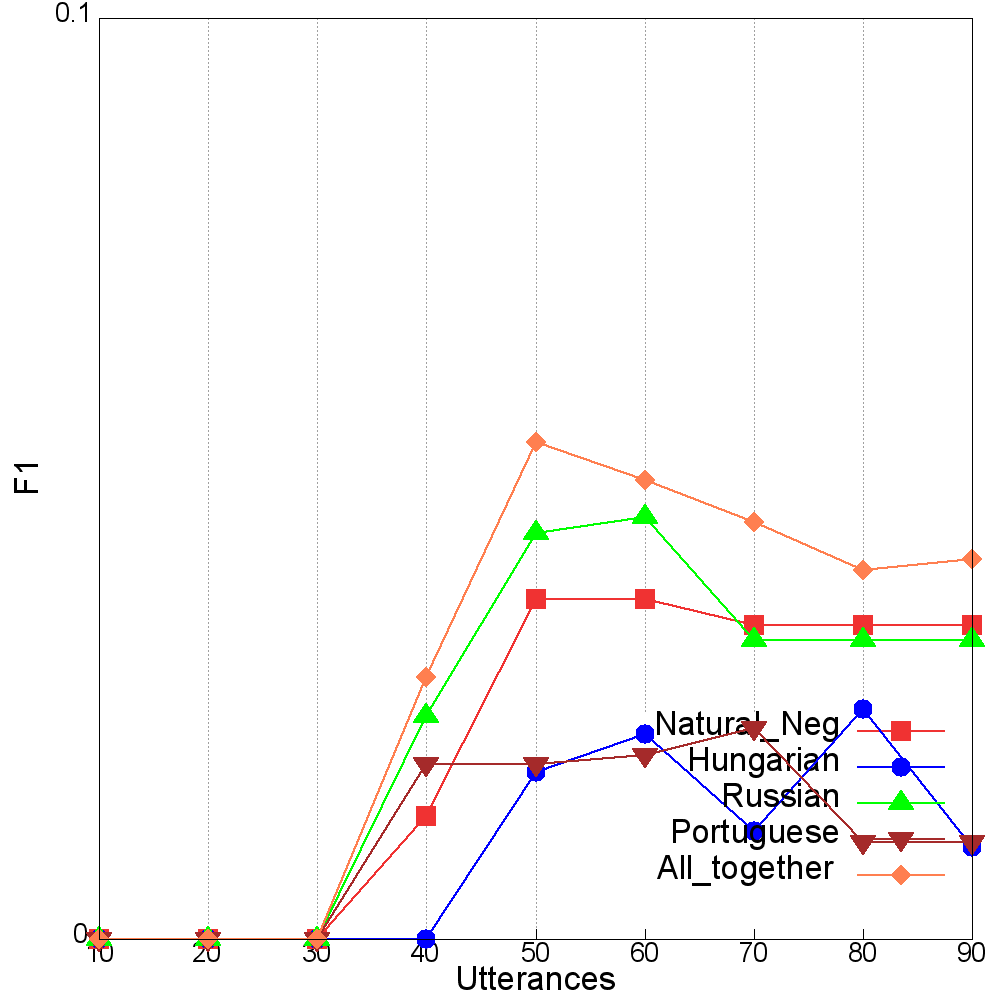 0.1
F1
Natural_Neg
Hungarian
Russian
Portuguese
All_together
0
10 20 30 40 50 60 70 80 90
Utterances